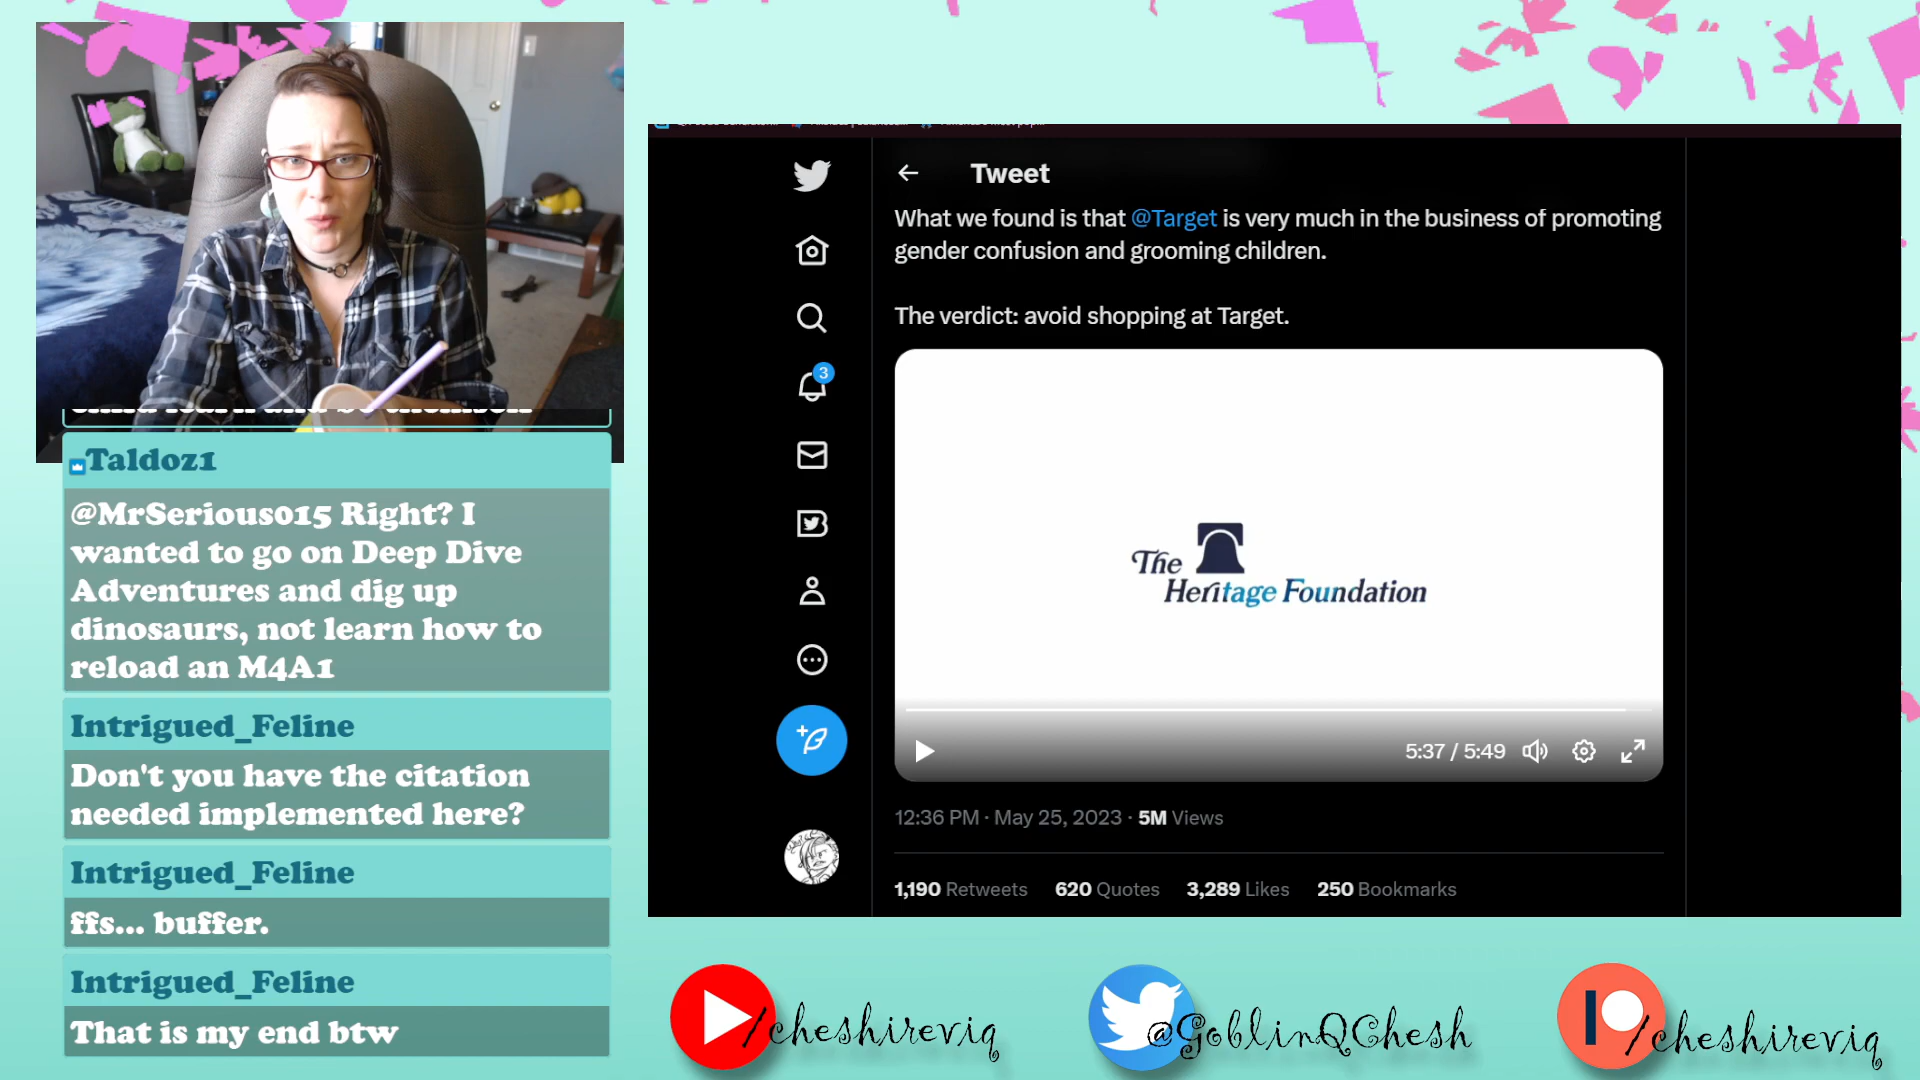 Tweet
What we found is that @Target is very much in the business of promoting
gender confusion and grooming children.
The verdict: avoid shopping at Target.
3
The
Heritage Foundation
5:37 / 5:49
12:36 PM · May 25, 2023 · 5M Views
1,190 Retweets 620 Quotes 3,289 Likes 250 Bookmarks
Taldoz1
@MrSerious015 Right? I
wanted to go on Deep Dive
Adventures and dig up
dinosaurs, not learn how to
reload an M4A1
Intrigued_Feline
Don't you have the citation
needed implemented here?
Intrigued_Feline
ffs... buffer.
Intrigued_Feline
That is my end btw
/cheshireviq
@GoblinQChesh
/cheshireviq